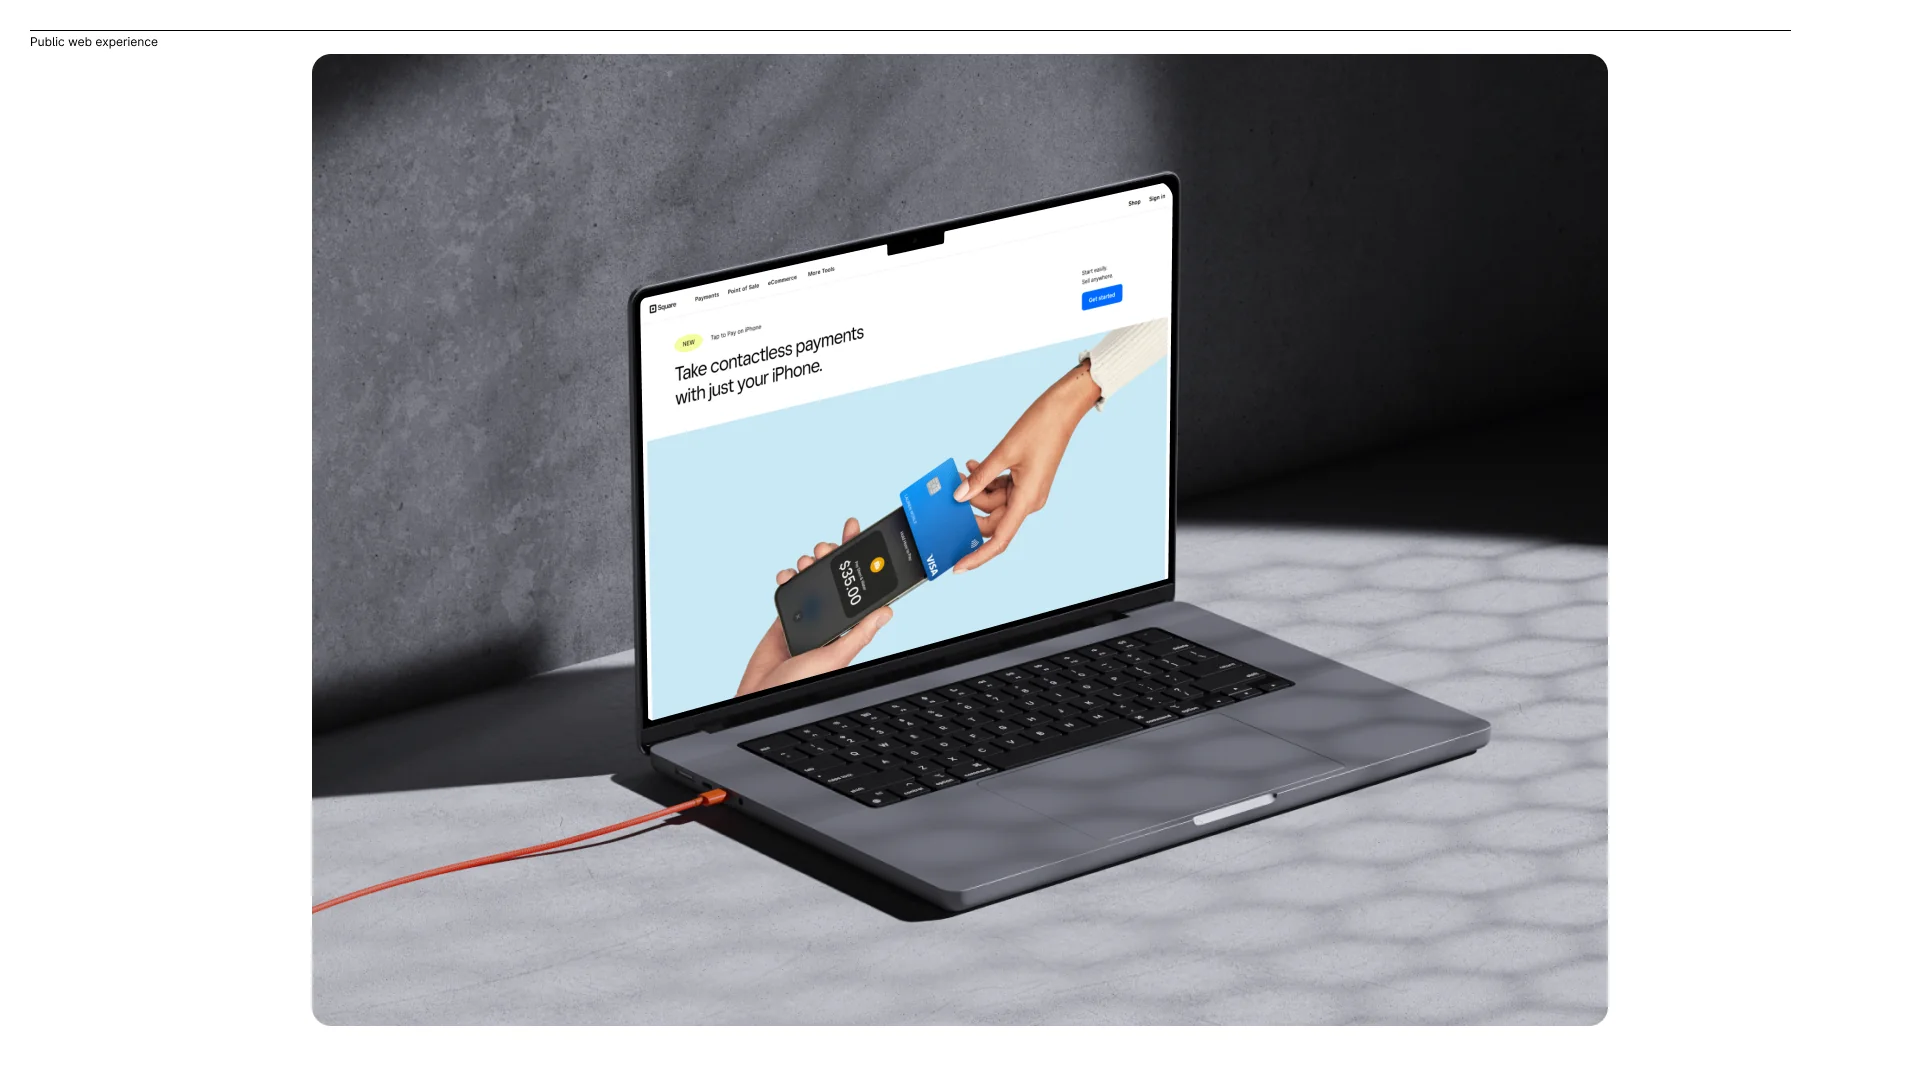 Public web experience
Square
Payments
Point of Sale
eCommerce
More Tools
Shop
Sign in
NEW
Tap to Pay on iPhone
Take contactless payments
with just your iPhone.
Start easily.
Sell anywhere.
Get started
$35.00
VISA